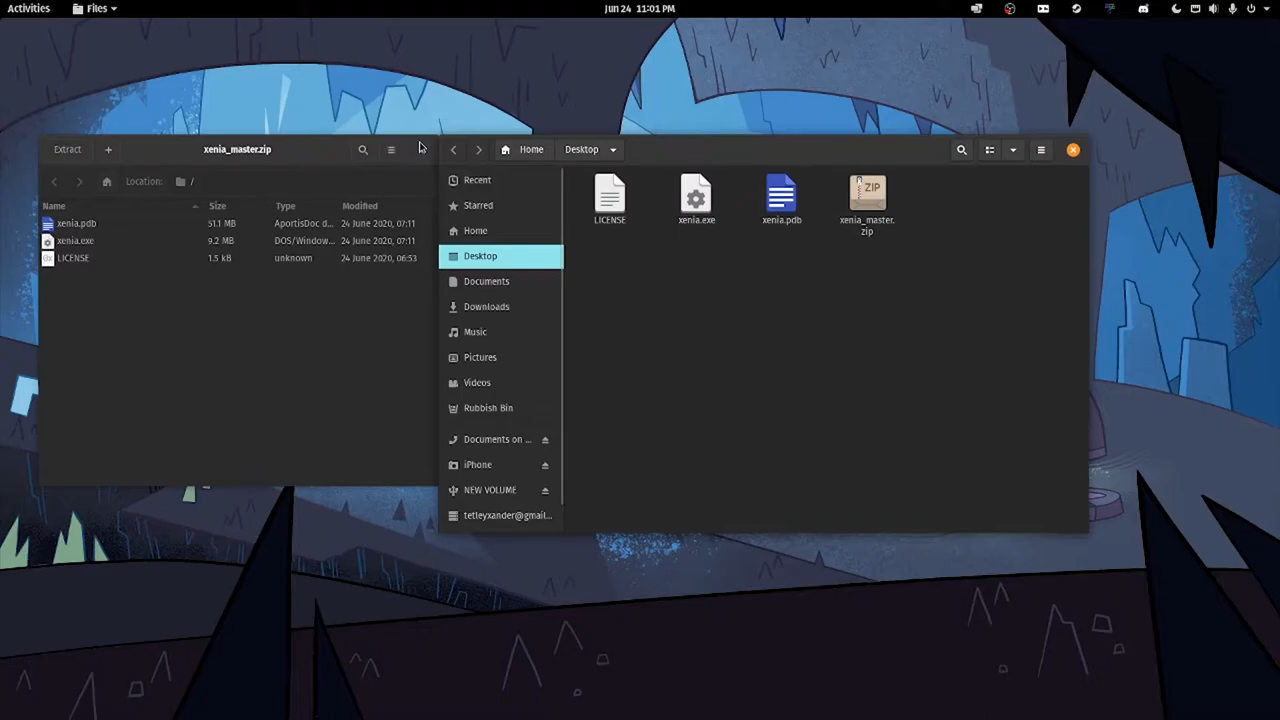 Activities
Files
Jun 24 11:01 PM
Extract
xenia_master.zip
Location:
/
Name
Size
Type
Modified
xenia.pdb
51.1 MB
AportisDoc d...
24 June 2020, 07:11
xenia.exe
9.2 MB
DOS/Window...
24 June 2020, 07:11
LICENSE
1.5 kB
unknown
24 June 2020, 06:53
Home
Desktop
Recent
Starred
Home
Desktop
Documents
Downloads
Music
Pictures
Videos
Rubbish Bin
Documents on ...
iPhone
NEW VOLUME
tetleyxander@gmail...
LICENSE
xenia.exe
xenia.pdb
ZIP
xenia_master.
zip